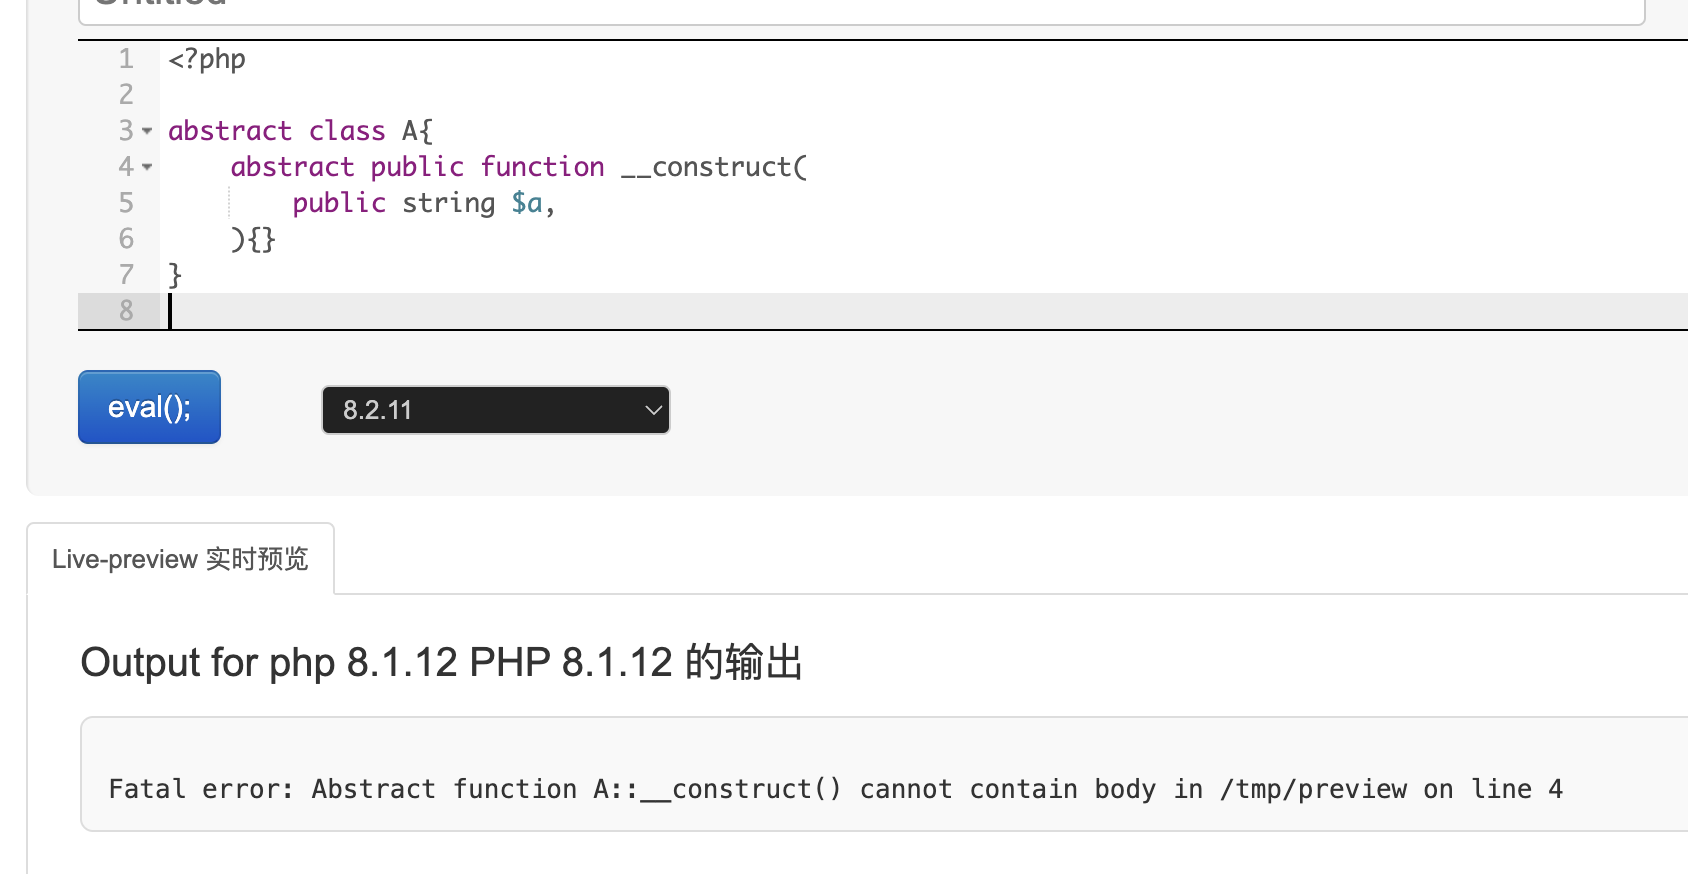 Untitled
1 <?php
2
3 abstract class A{
4     abstract public function __construct(
5         public string $a,
6     ){}
7 }
8
eval();
8.2.11
Live-preview 实时预览
Output for php 8.1.12 PHP 8.1.12 的输出
Fatal error: Abstract function A::__construct() cannot contain body in /tmp/preview on line 4